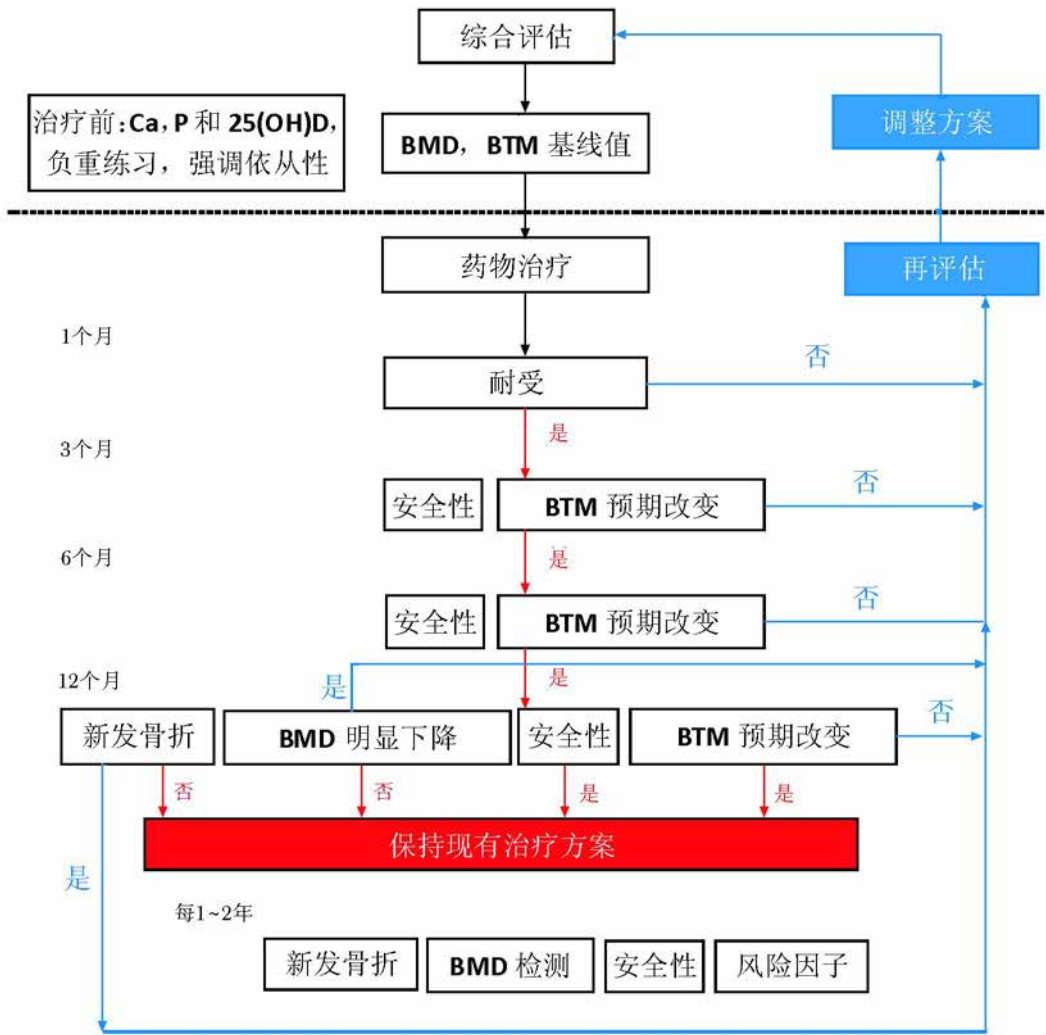 综合评估
治疗前:Ca, P 和 25(OH)D,
负重练习，强调依从性
BMD，BTM 基线值
调整方案
药物治疗
再评估
1个月
否
耐受
是
3个月
否
安全性
BTM 预期改变
6个月
是
否
安全性
BTM 预期改变
12个月
是
是
否
新发骨折
BMD 明显下降
安全性
BTM 预期改变
否
否
是
是
保持现有治疗方案
是
每1~2年
新发骨折
BMD 检测
安全性
风险因子